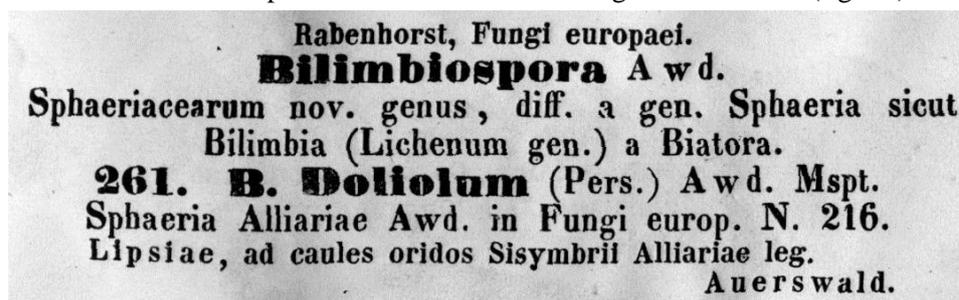 Rabenhorst, Fungi europaei.
Bilimbiospora Awd.
Sphaeriacearum nov. genus, diff. a gen. Sphaeria sicut
Bilimbia (Lichenum gen.) a Biatora.
261. B. Doliolum (Pers.) Awd. Mspt.
Sphaeria Alliariae Awd. in Fungi europ. N. 216.
Lipsiae, ad caules oridos Sisymbrii Alliariae leg.
Auerswald.